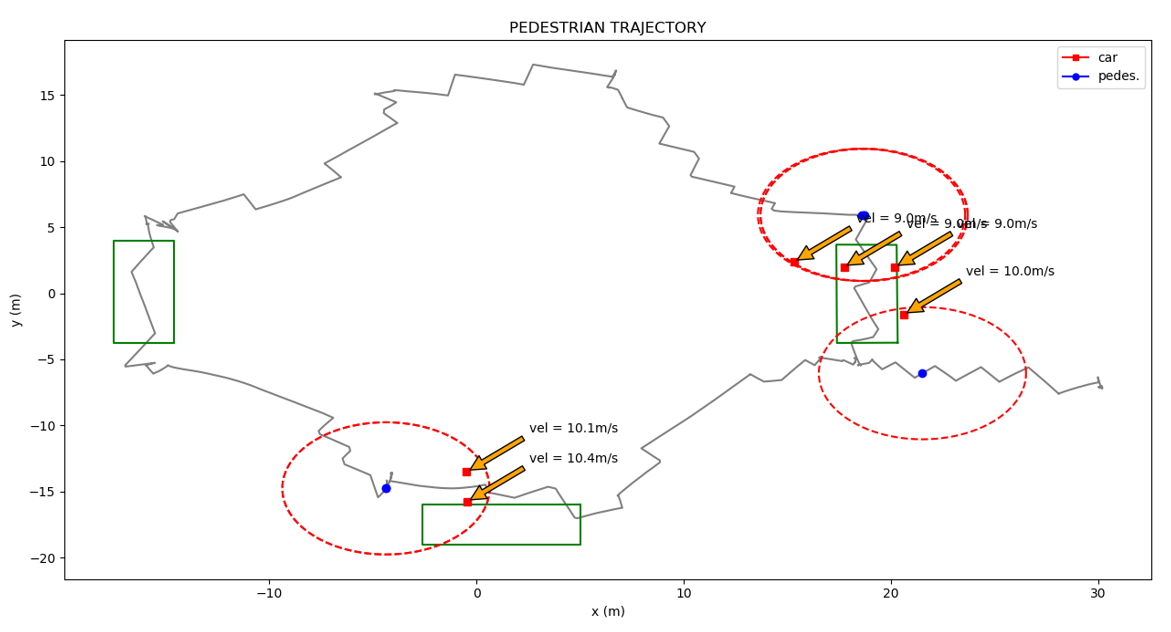 PEDESTRIAN TRAJECTORY
car
pedes.
15
10
5
0
−5
−10
−15
−20
y (m)
vel = 9.0m/s
vel = 9.0m/s
vel = 9.0m/s
vel = 10.0m/s
vel = 10.1m/s
vel = 10.4m/s
−10
0
10
20
30
x (m)